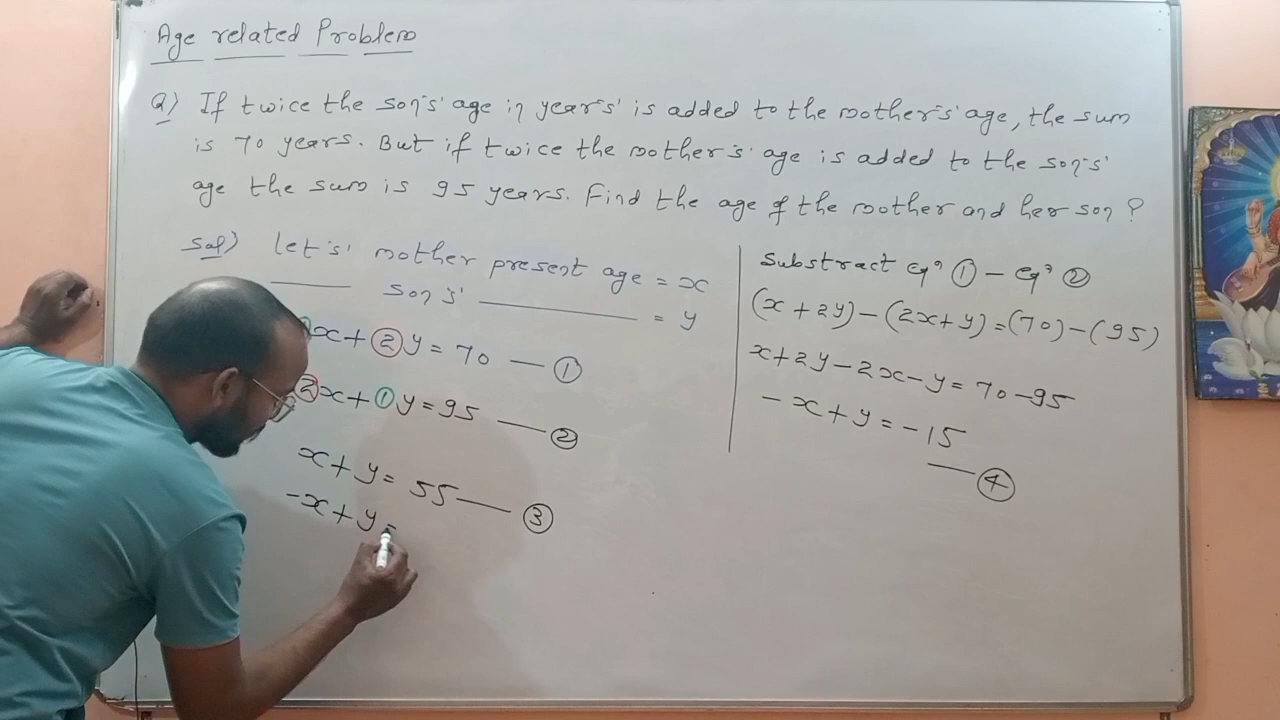 Age related Problem
Q) If twice the son's' age in year's' is added to the mother's' age, the sum
is 70 years. But if twice the mother's' age is added to the son's'
age the sum is 95 years. Find the age of the mother and her son ?
Sol) let's' mother present age = x
son's' = y
x + 2y = 70 — ①
2x + 1y = 95 — ②
x + y = 55 — ③
-x + y =
Substract eqⁿ ① - eqⁿ ②
(x + 2y) - (2x + y) = (70) - (95)
x + 2y - 2x - y = 70 - 95
- x + y = -15
— ④